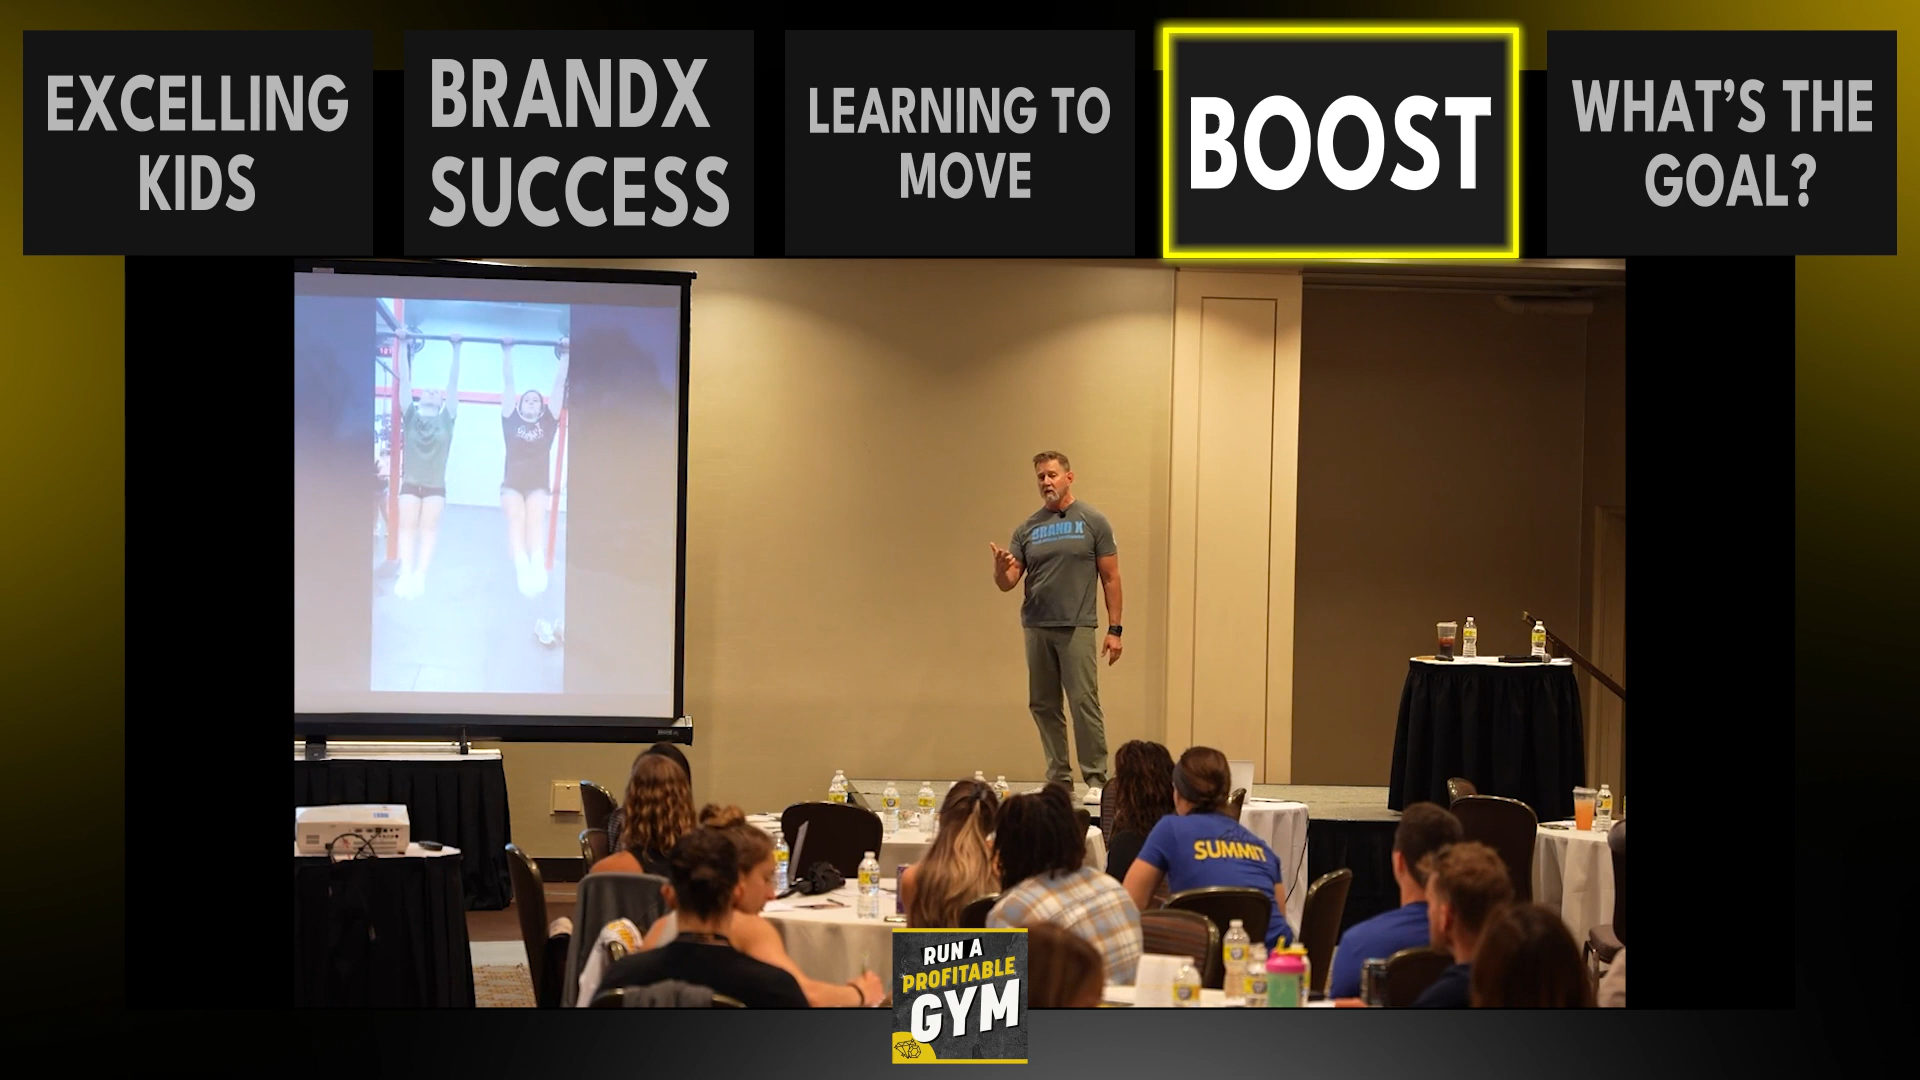 EXCELLING
KIDS
BRANDX
SUCCESS
LEARNING TO
MOVE
BOOST
WHAT'S THE
GOAL?
BRAND X
SUMMIT
RUN A
PROFITABLE
GYM